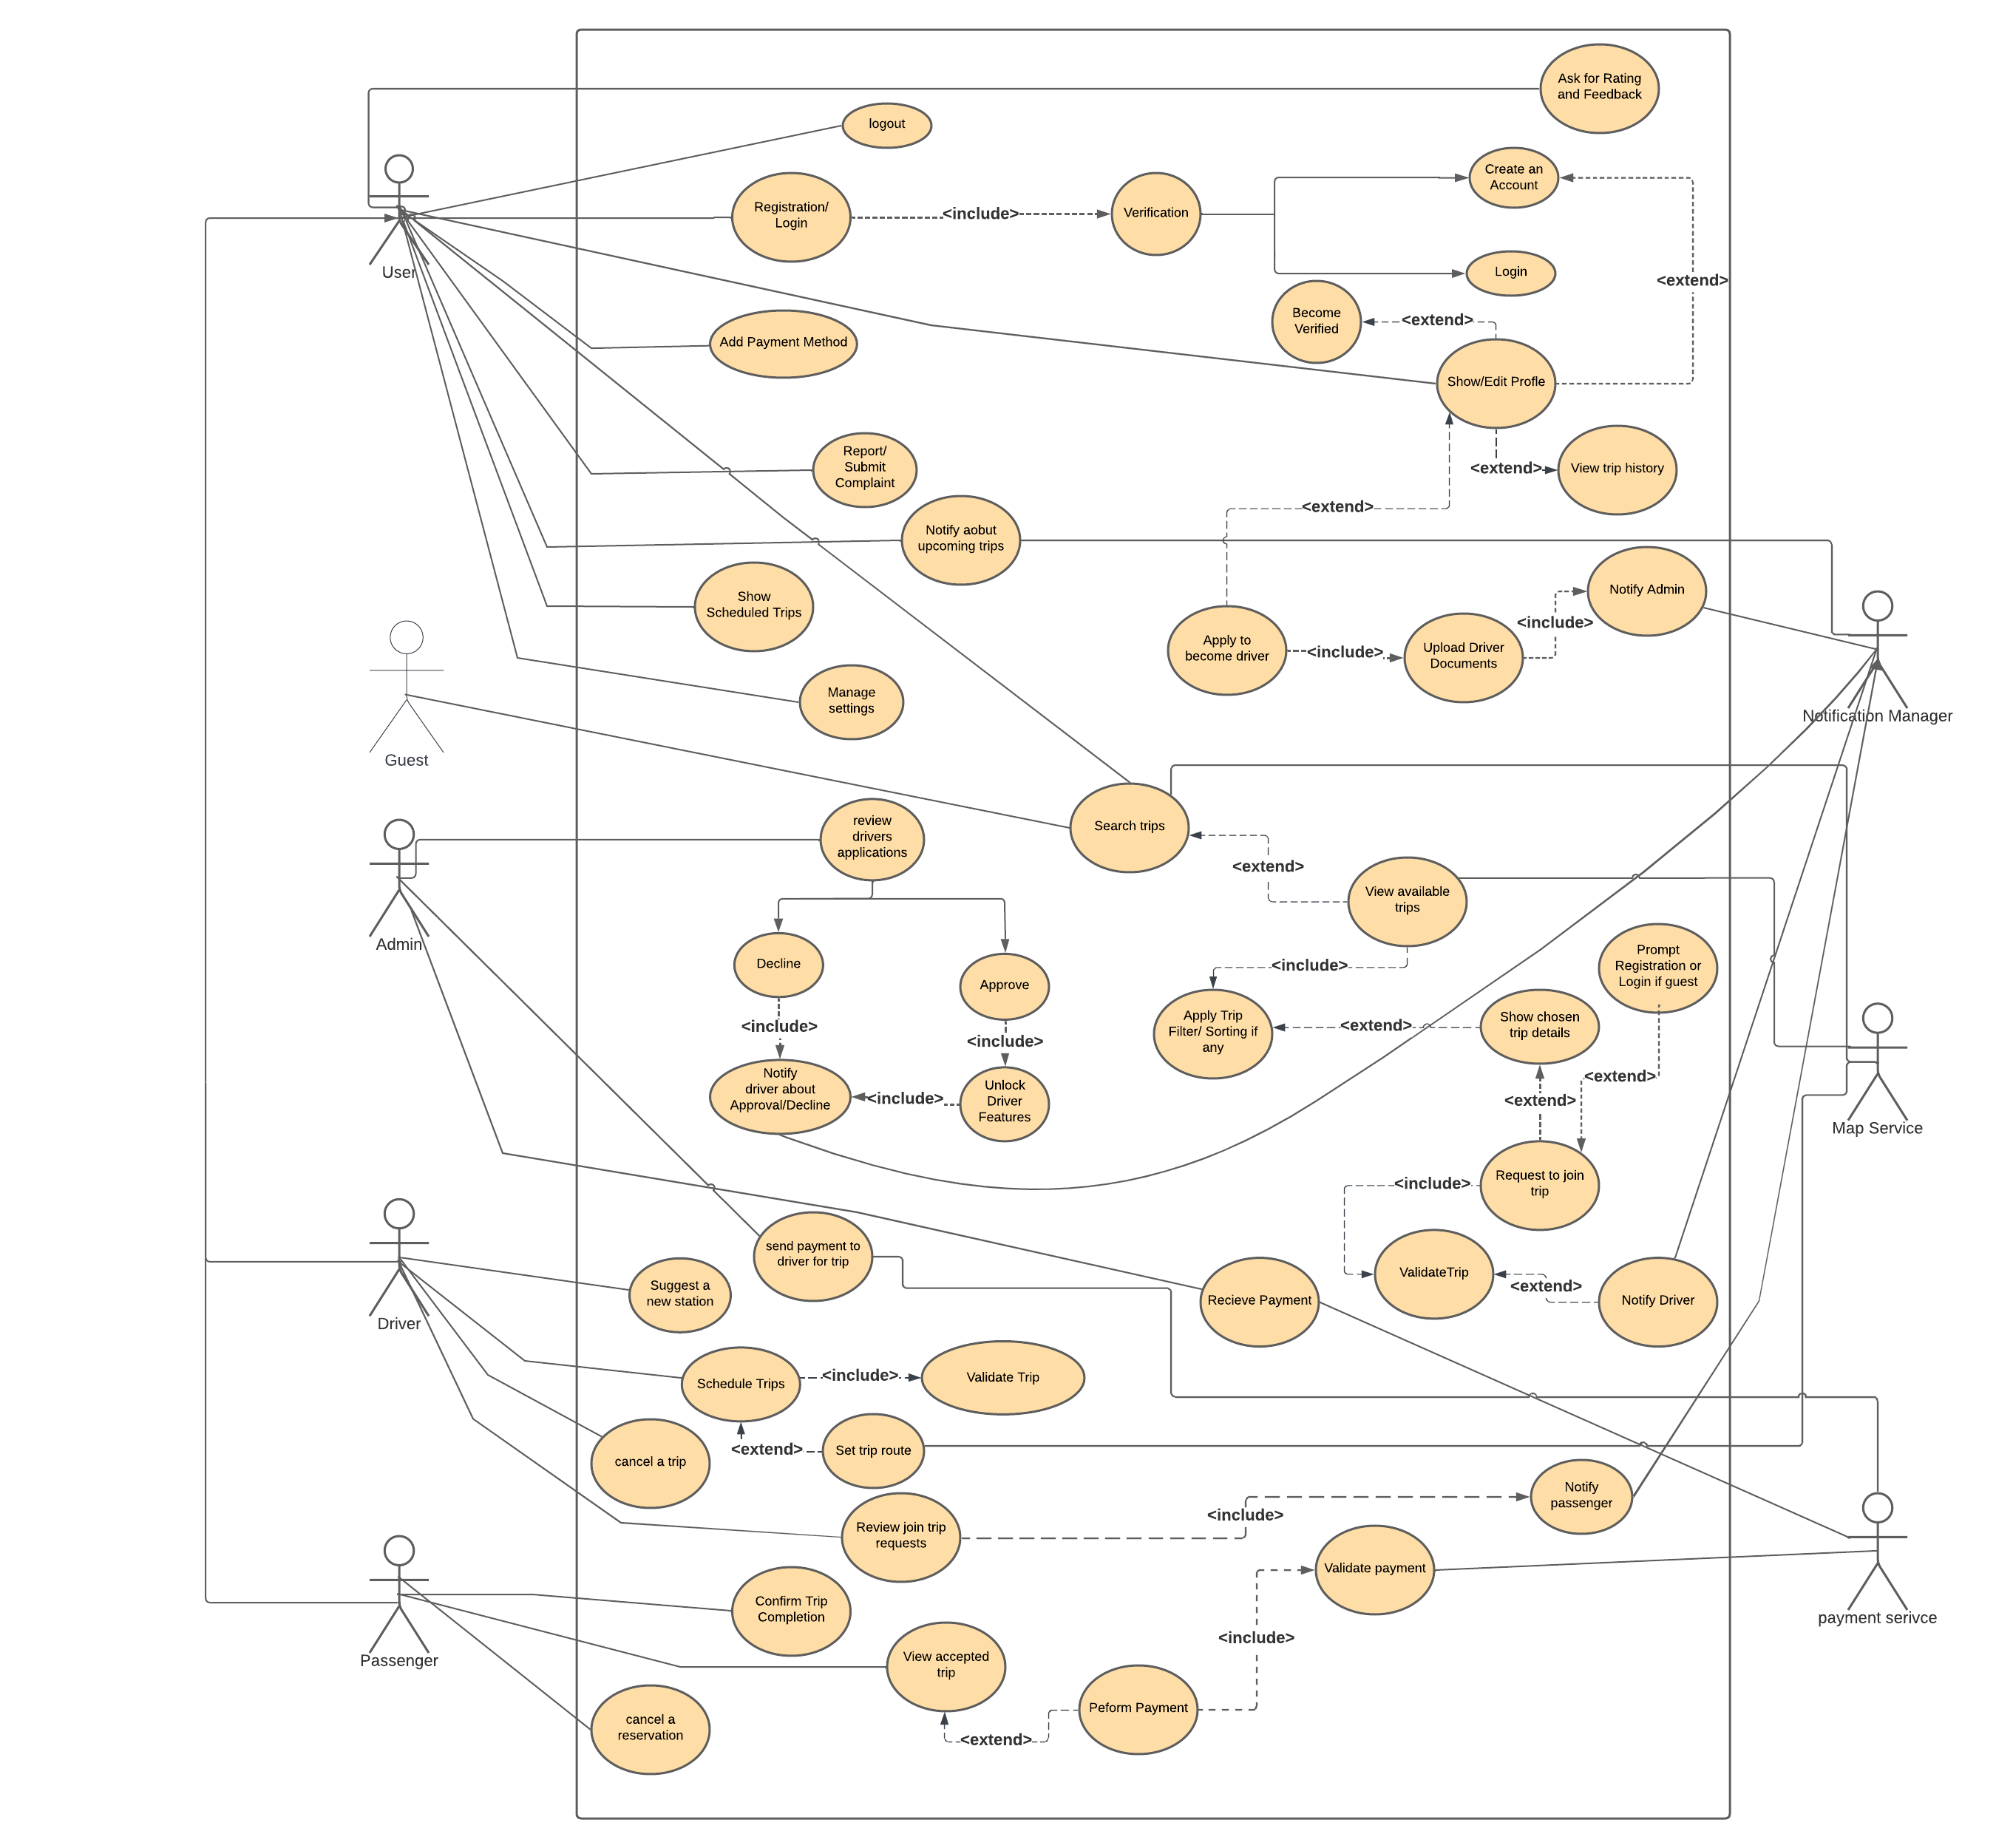 Ask for Rating
and Feedback
logout
Create an
Account
User
Registration/
Login
<include>
Verification
Login
<extend>
Become
Verified
<extend>
Add Payment Method
Show/Edit Profle
Report/
Submit
Complaint
<extend>
View trip history
<extend>
Notify aobut
upcoming trips
Show
Scheduled Trips
Notify Admin
<include>
Apply to
become driver
<include>
Upload Driver
Documents
Manage
settings
Notification Manager
Guest
Search trips
review
drivers
applications
<extend>
View available
trips
Admin
Decline
Approve
<include>
Prompt
Registration or
Login if guest
Apply Trip
Filter/ Sorting if
any
<extend>
Show chosen
trip details
<include>
<include>
<extend>
<extend>
Notify
driver about
Approval/Decline
<include>
Unlock
Driver
Features
Map Service
Request to join
trip
<include>
send payment to
driver for trip
Suggest a
new station
Driver
Recieve Payment
ValidateTrip
<extend>
Notify Driver
Schedule Trips
<include>
Validate Trip
<extend>
Set trip route
cancel a trip
Notify
passenger
<include>
Review join trip
requests
Validate payment
Confirm Trip
Completion
payment serivce
<include>
Passenger
View accepted
trip
Peform Payment
<extend>
cancel a
reservation